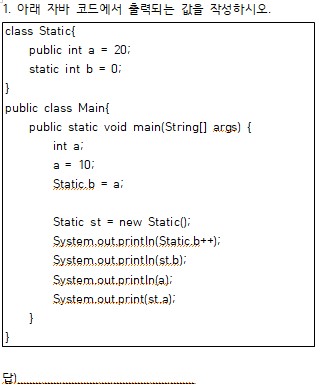 1. 아래 자바 코드에서 출력되는 값을 작성하시오.
class Static{
public int a = 20;
static int b = 0;
}
public class Main{
public static void main(String[] args) {
int a;
a = 10;
Static.b = a;
Static st = new Static();
System.out.println(Static.b++);
System.out.println(st.b);
System.out.println(a);
System.out.print(st.a);
}
}
답)